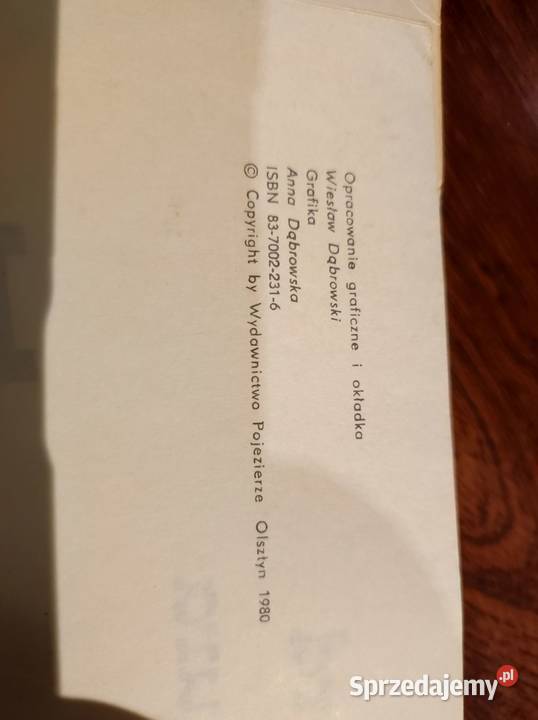 Opracowanie graficzne i okładka
Wiesław Dąbrowski
Grafika
Anna Dąbrowska
ISBN 83-7002-231-6
© Copyright by Wydawnictwo Pojezierze Olsztyn 1980
Sprzedajemy.pl